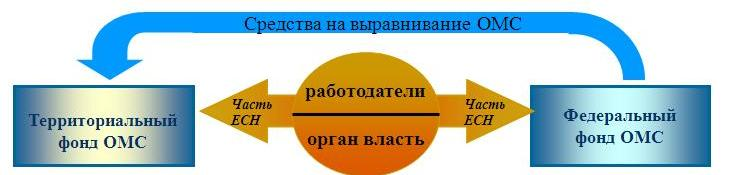 Средства на выравнивание ОМС
Территориальный
фонд ОМС
Часть
ЕСН
работодатели
орган власть
Часть
ЕСН
Федеральный
фонд ОМС